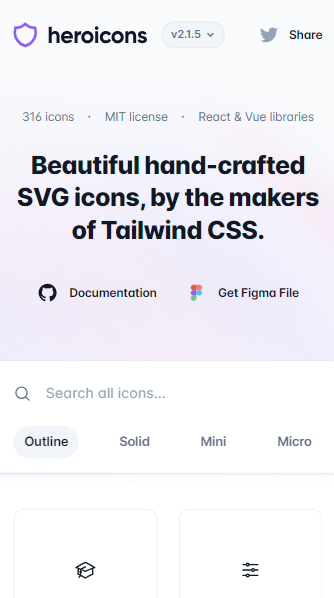 heroicons v2.1.5 Share
316 icons · MIT license · React & Vue libraries
Beautiful hand-crafted
SVG icons, by the makers
of Tailwind CSS.
Documentation Get Figma File
Search all icons...
Outline Solid Mini Micro